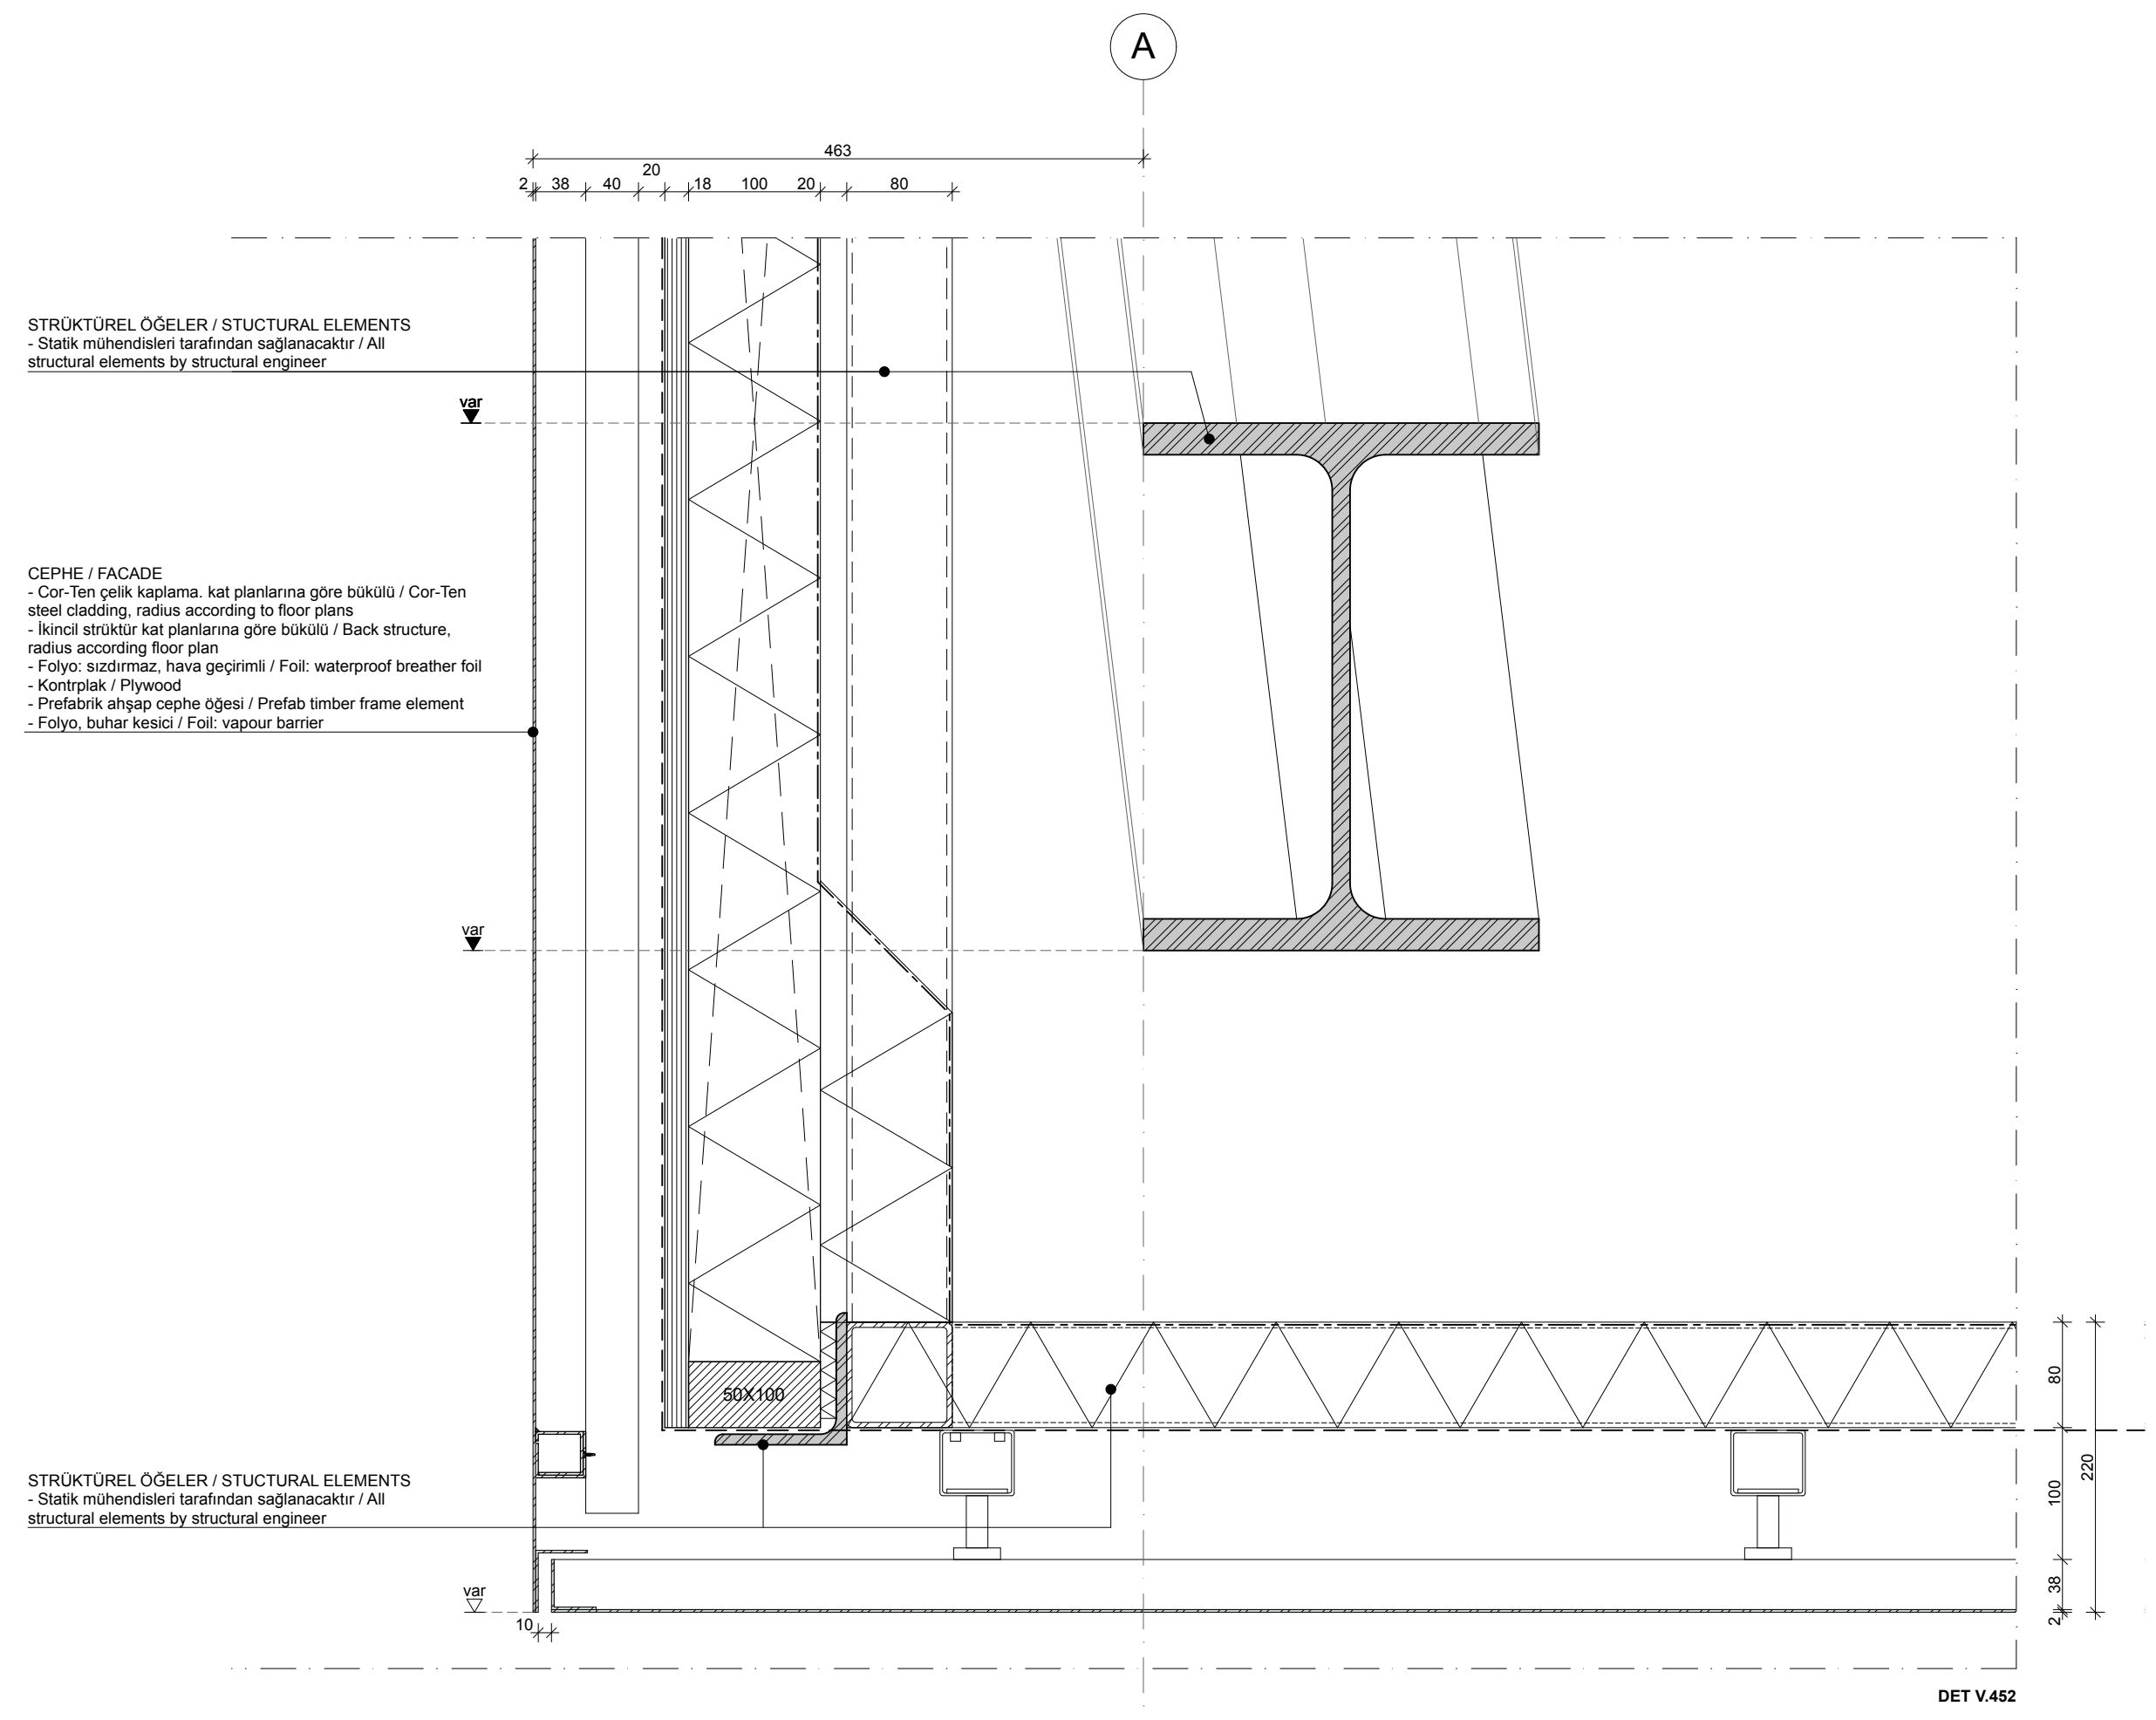 A
463
20
2 38 40 18 100 20 80
STRÜKTÜREL ÖĞELER / STUCTURAL ELEMENTS
- Statik mühendisleri tarafından sağlanacaktır / All
structural elements by structural engineer
var
CEPHE / FACADE
- Cor-Ten çelik kaplama. kat planlarına göre bükülü / Cor-Ten
steel cladding, radius according to floor plans
- İkincil strüktür kat planlarına göre bükülü / Back structure,
radius according floor plan
- Folyo: sızdırmaz, hava geçirimli / Foil: waterproof breather foil
- Kontrplak / Plywood
- Prefabrik ahşap cephe öğesi / Prefab timber frame element
- Folyo, buhar kesici / Foil: vapour barrier
var
50X100
80
100
220
38
2
STRÜKTÜREL ÖĞELER / STUCTURAL ELEMENTS
- Statik mühendisleri tarafından sağlanacaktır / All
structural elements by structural engineer
var
10
DET V.452